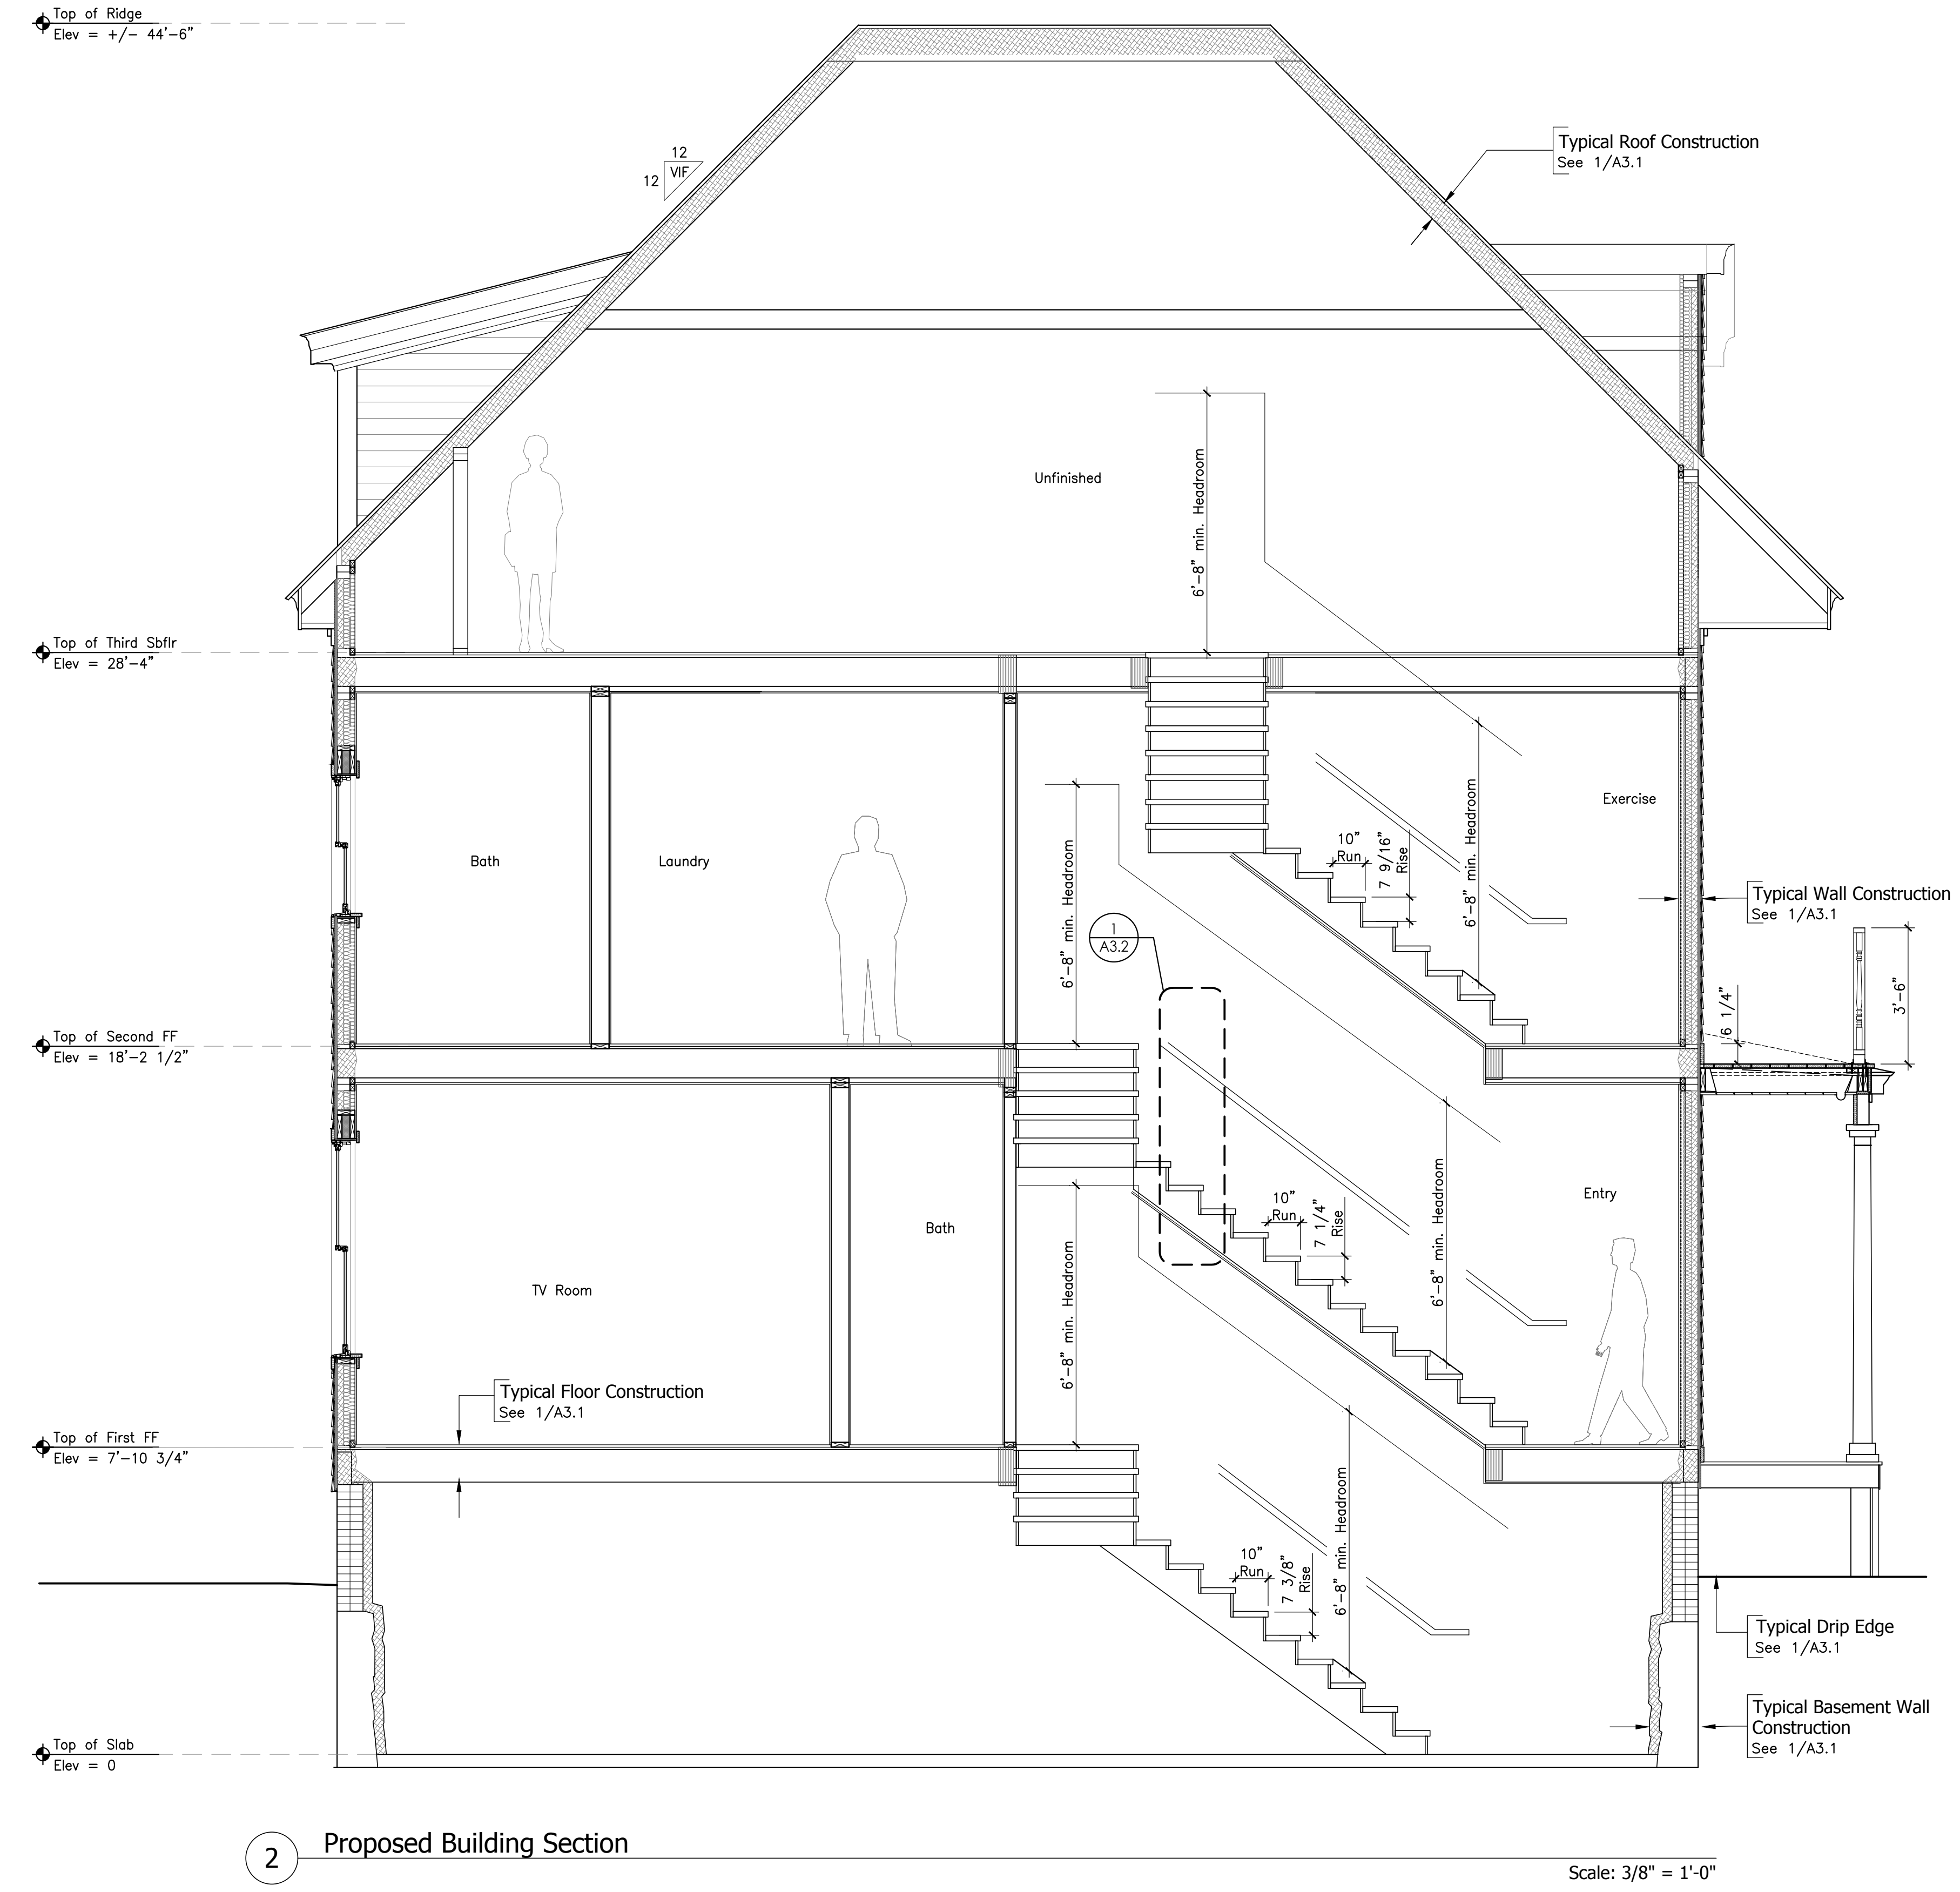 Top of Ridge
Elev = +/- 44'-6"
12
12
VIF
Typical Roof Construction
See 1/A3.1
Unfinished
6'-8" min. Headroom
Top of Third Sbflr
Elev = 28'-4"
Bath
Laundry
6'-8" min. Headroom
10"
Run
7 9/16"
Rise
6'-8" min. Headroom
Exercise
1
A3.2
Typical Wall Construction
See 1/A3.1
6 1/4"
3'-6"
Top of Second FF
Elev = 18'-2 1/2"
TV Room
Bath
6'-8" min. Headroom
10"
Run
7 1/4"
Rise
6'-8" min. Headroom
Entry
Typical Floor Construction
See 1/A3.1
Top of First FF
Elev = 7'-10 3/4"
10"
Run
7 3/8"
Rise
6'-8" min. Headroom
Typical Drip Edge
See 1/A3.1
Typical Basement Wall
Construction
See 1/A3.1
Top of Slab
Elev = 0
2
Proposed Building Section
Scale: 3/8" = 1'-0"